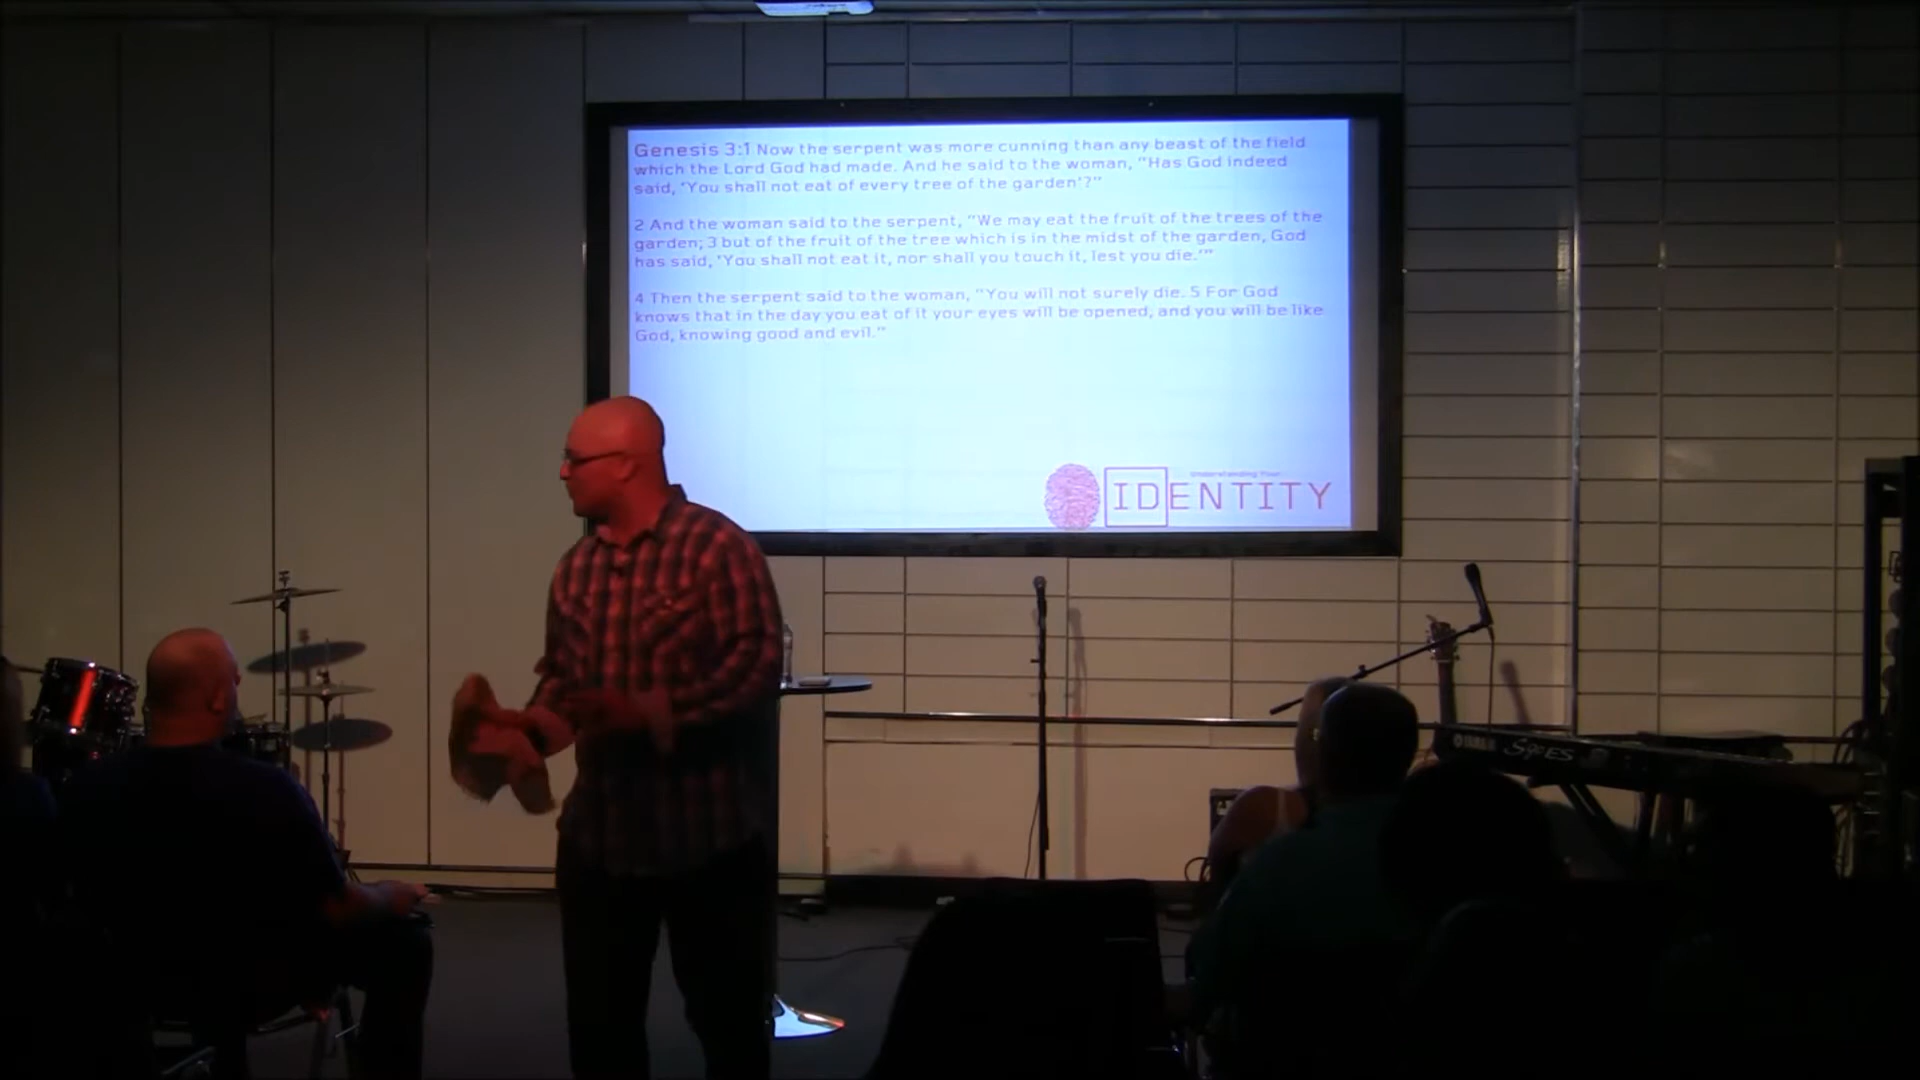 Genesis 3:1 Now the serpent was more cunning than any beast of the field
which the Lord God had made. And he said to the woman, "Has God indeed
said, 'You shall not eat of every tree of the garden'?"
2 And the woman said to the serpent, "We may eat the fruit of the trees of the
garden; 3 but of the fruit of the tree which is in the midst of the garden, God
has said, 'You shall not eat it, nor shall you touch it, lest you die.'"
4 Then the serpent said to the woman, "You will not surely die. 5 For God
knows that in the day you eat of it your eyes will be opened, and you will be like
God, knowing good and evil."
Understanding Your
IDENTITY
YAMAHA S90ES